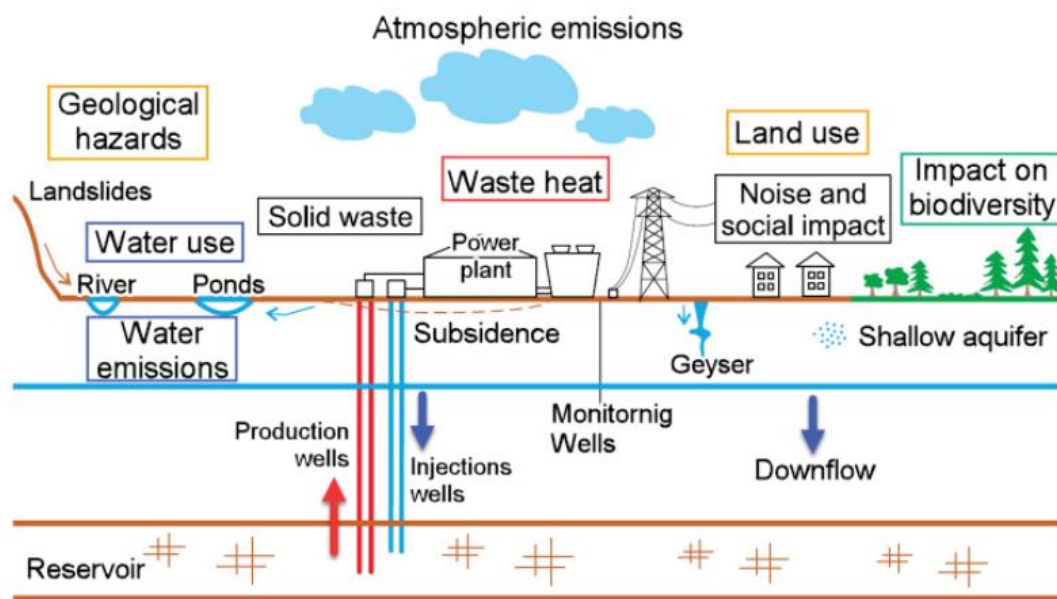 Atmospheric emissions
Geological
hazards
Land use
Landslides
Waste heat
Impact on
biodiversity
Solid waste
Noise and
social impact
Water use
Power
plant
River
Ponds
Water
emissions
Subsidence
Geyser
Shallow aquifer
Production
wells
Injections
wells
Monitornig
Wells
Downflow
Reservoir